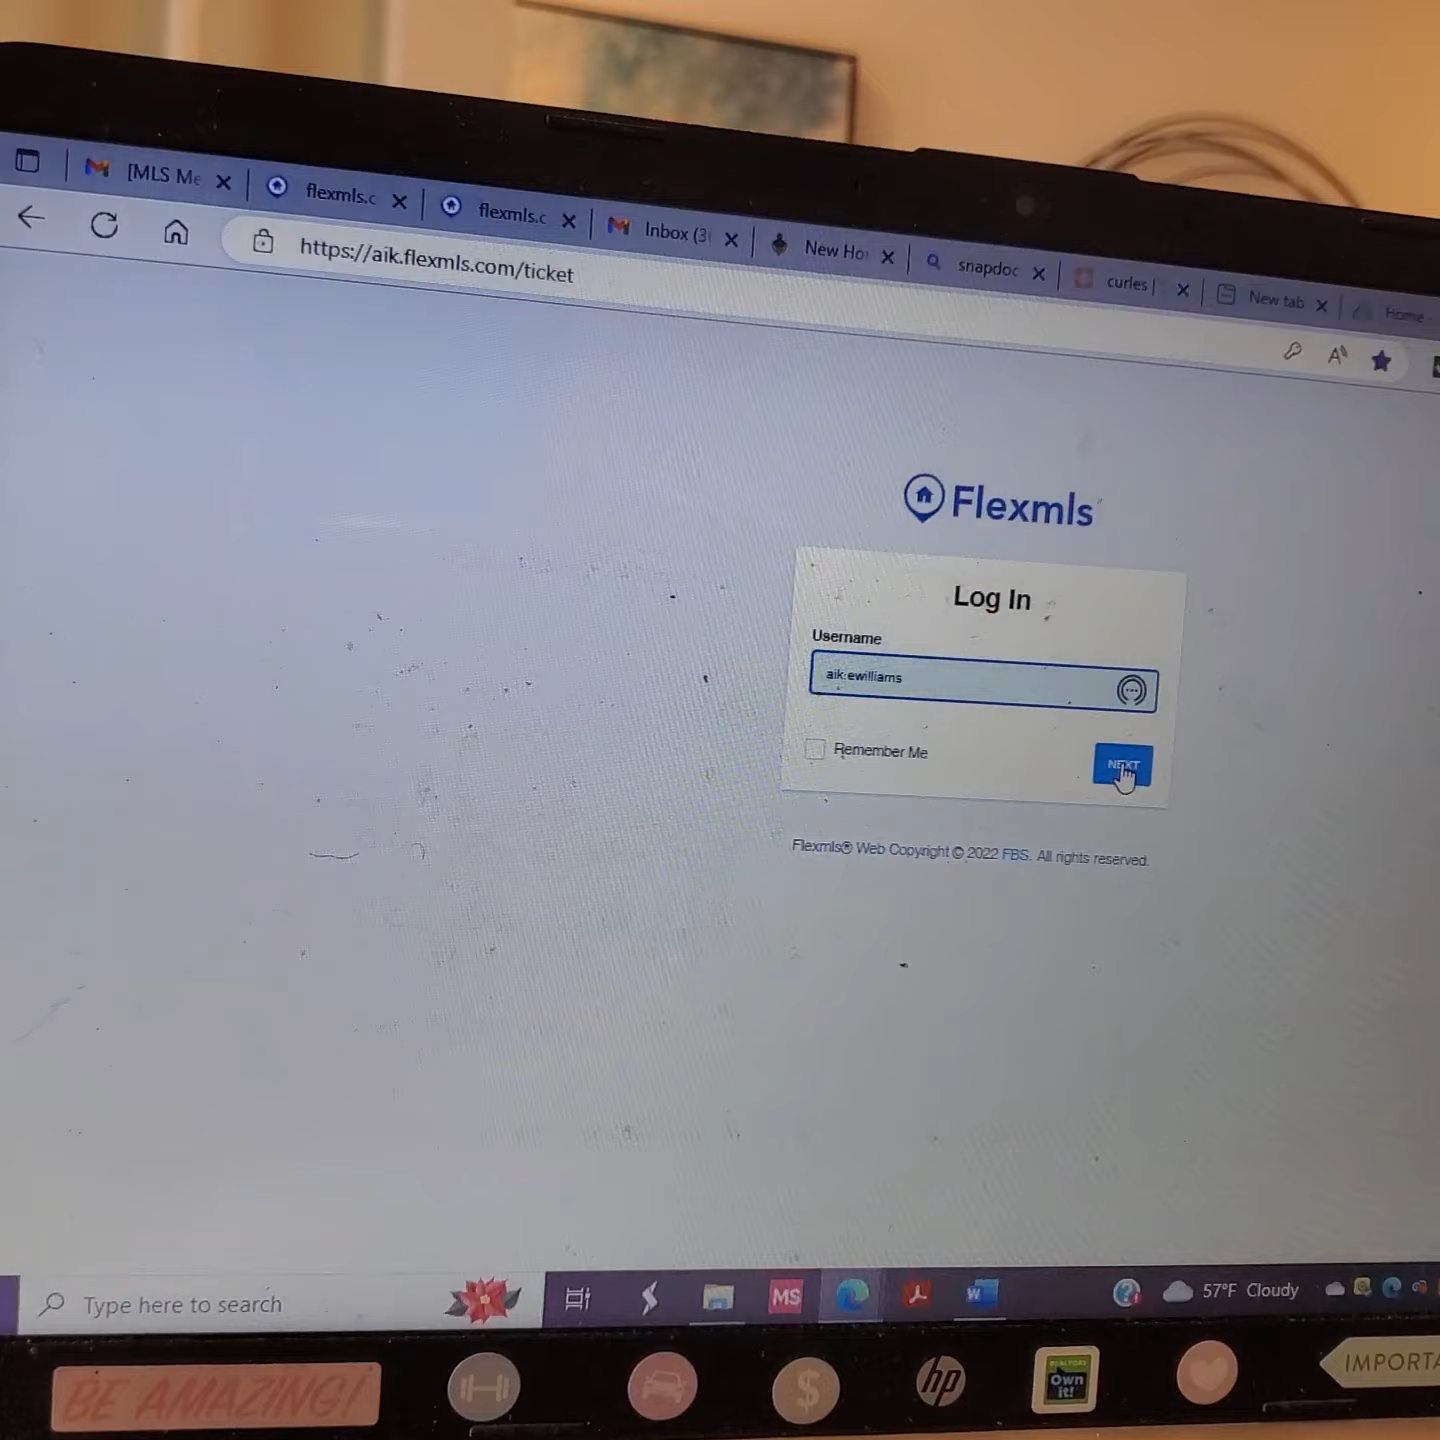 [MLS Me
flexmls.c
flexmls.c
Inbox (3
New Ho
snapdoc
curles |
New tab
Home -
https://aik.flexmls.com/ticket
A
Flexmls
Log In
Username
aik:ewilliams
Remember Me
NEXT
Flexmls® Web Copyright © 2022 FBS. All rights reserved.
Type here to search
MS
W
57°F Cloudy
BE AMAZING!
$
hp
REALTORS
Own
it!
IMPORTA